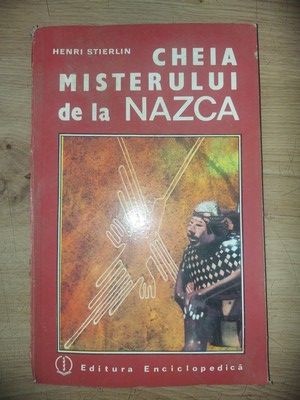 HENRI STIERLIN
CHEIA
MISTERULUI
de la NAZCA
Editura Enciclopedică